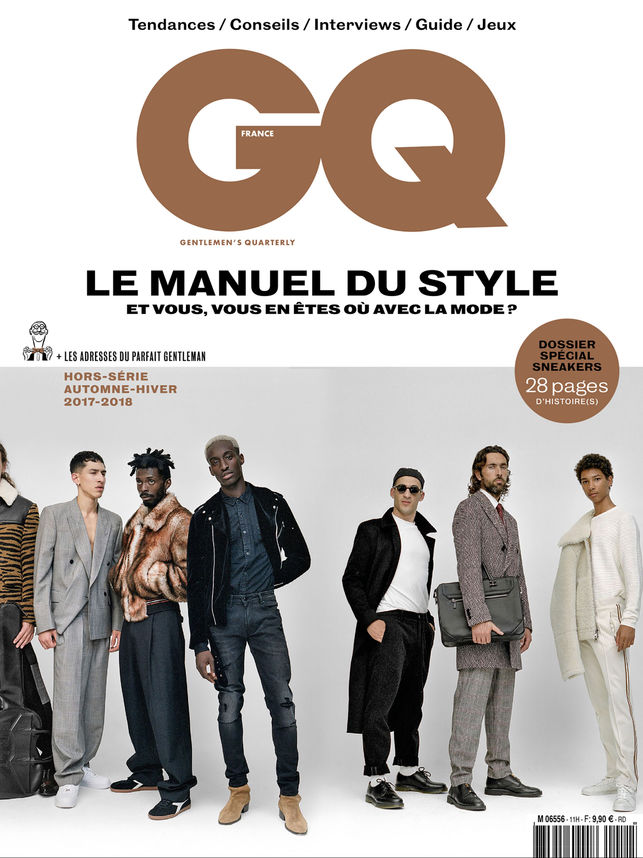 Tendances / Conseils / Interviews / Guide / Jeux
GQ
FRANCE
GENTLEMEN'S QUARTERLY
LE MANUEL DU STYLE
ET VOUS, VOUS EN ÊTES OÙ AVEC LA MODE ?
+ LES ADRESSES DU PARFAIT GENTLEMAN
HORS-SÉRIE
AUTOMNE-HIVER
2017-2018
DOSSIER
SPÉCIAL
SNEAKERS
28 pages
D'HISTOIRE(S)
M 06556 - 11H - F: 9,90 € - RD